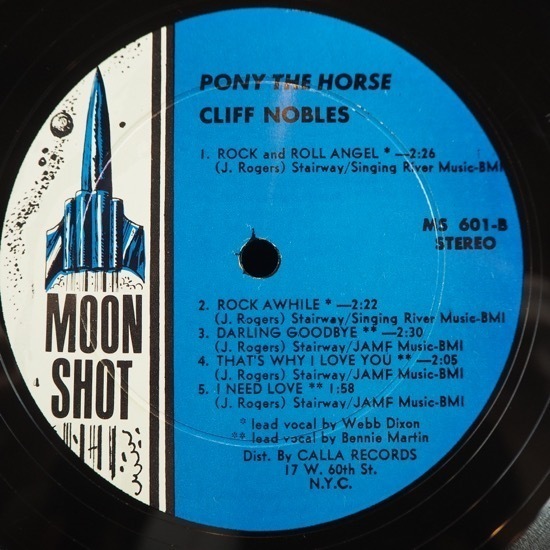 PONY THE HORSE
CLIFF NOBLES
1. ROCK and ROLL ANGEL * —2:26
(J. Rogers) Stairway/Singing River Music-BMI
MS 601-B
STEREO
2. ROCK AWHILE * —2:22
(J. Rogers) Stairway/Singing River Music-BMI
3. DARLING GOODBYE ** —2:30
(J. Rogers) Stairway/JAMF Music-BMI
4. THAT'S WHY I LOVE YOU ** —2:05
(J. Rogers) Stairway/JAMF Music-BMI
5. I NEED LOVE ** 1:58
(J. Rogers) Stairway/JAMF Music-BMI
* lead vocal by Webb Dixon
** lead vocal by Bennie Martin
Dist. By CALLA RECORDS
17 W. 60th St.
N.Y.C.
MOON
SHOT